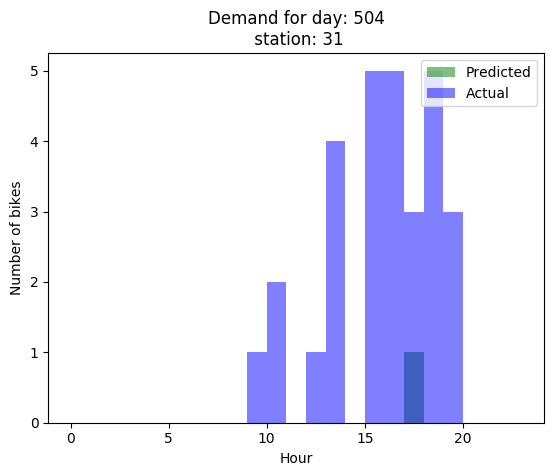 Demand for day: 504
station: 31
Predicted
Actual
Number of bikes
5
4
3
2
1
0
0
5
10
15
20
Hour